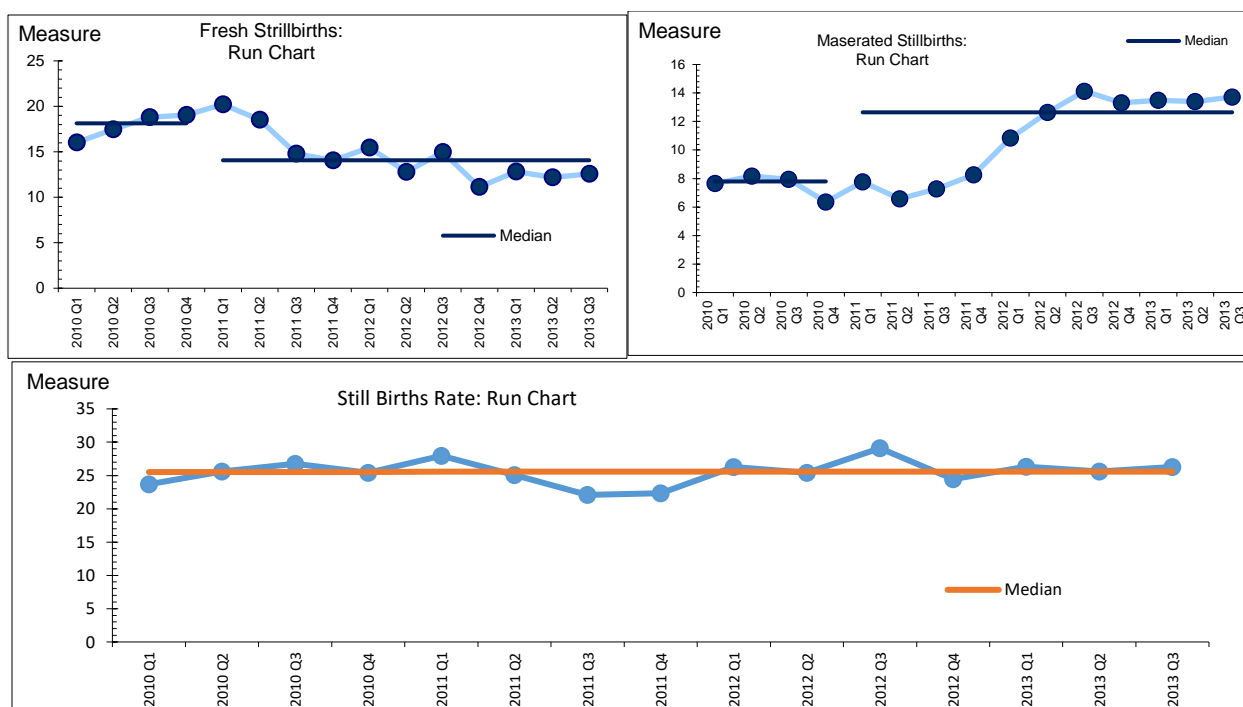 Measure
Fresh Strillbirths:
Run Chart
25
20
15
10
5
0
Median
2010 Q1
2010 Q2
2010 Q3
2010 Q4
2011 Q1
2011 Q2
2011 Q3
2011 Q4
2012 Q1
2012 Q2
2012 Q3
2012 Q4
2013 Q1
2013 Q2
2013 Q3
Measure
Maserated Stillbirths:
Run Chart
Median
16
14
12
10
8
6
4
2
0
2010
Q1
2010
Q2
2010
Q3
2010
Q4
2011
Q1
2011
Q2
2011
Q3
2011
Q4
2012
Q1
2012
Q2
2012
Q3
2012
Q4
2013
Q1
2013
Q2
2013
Q3
Measure
Still Births Rate: Run Chart
35
30
25
20
15
10
5
0
Median
2010 Q1
2010 Q2
2010 Q3
2010 Q4
2011 Q1
2011 Q2
2011 Q3
2011 Q4
2012 Q1
2012 Q2
2012 Q3
2012 Q4
2013 Q1
2013 Q2
2013 Q3